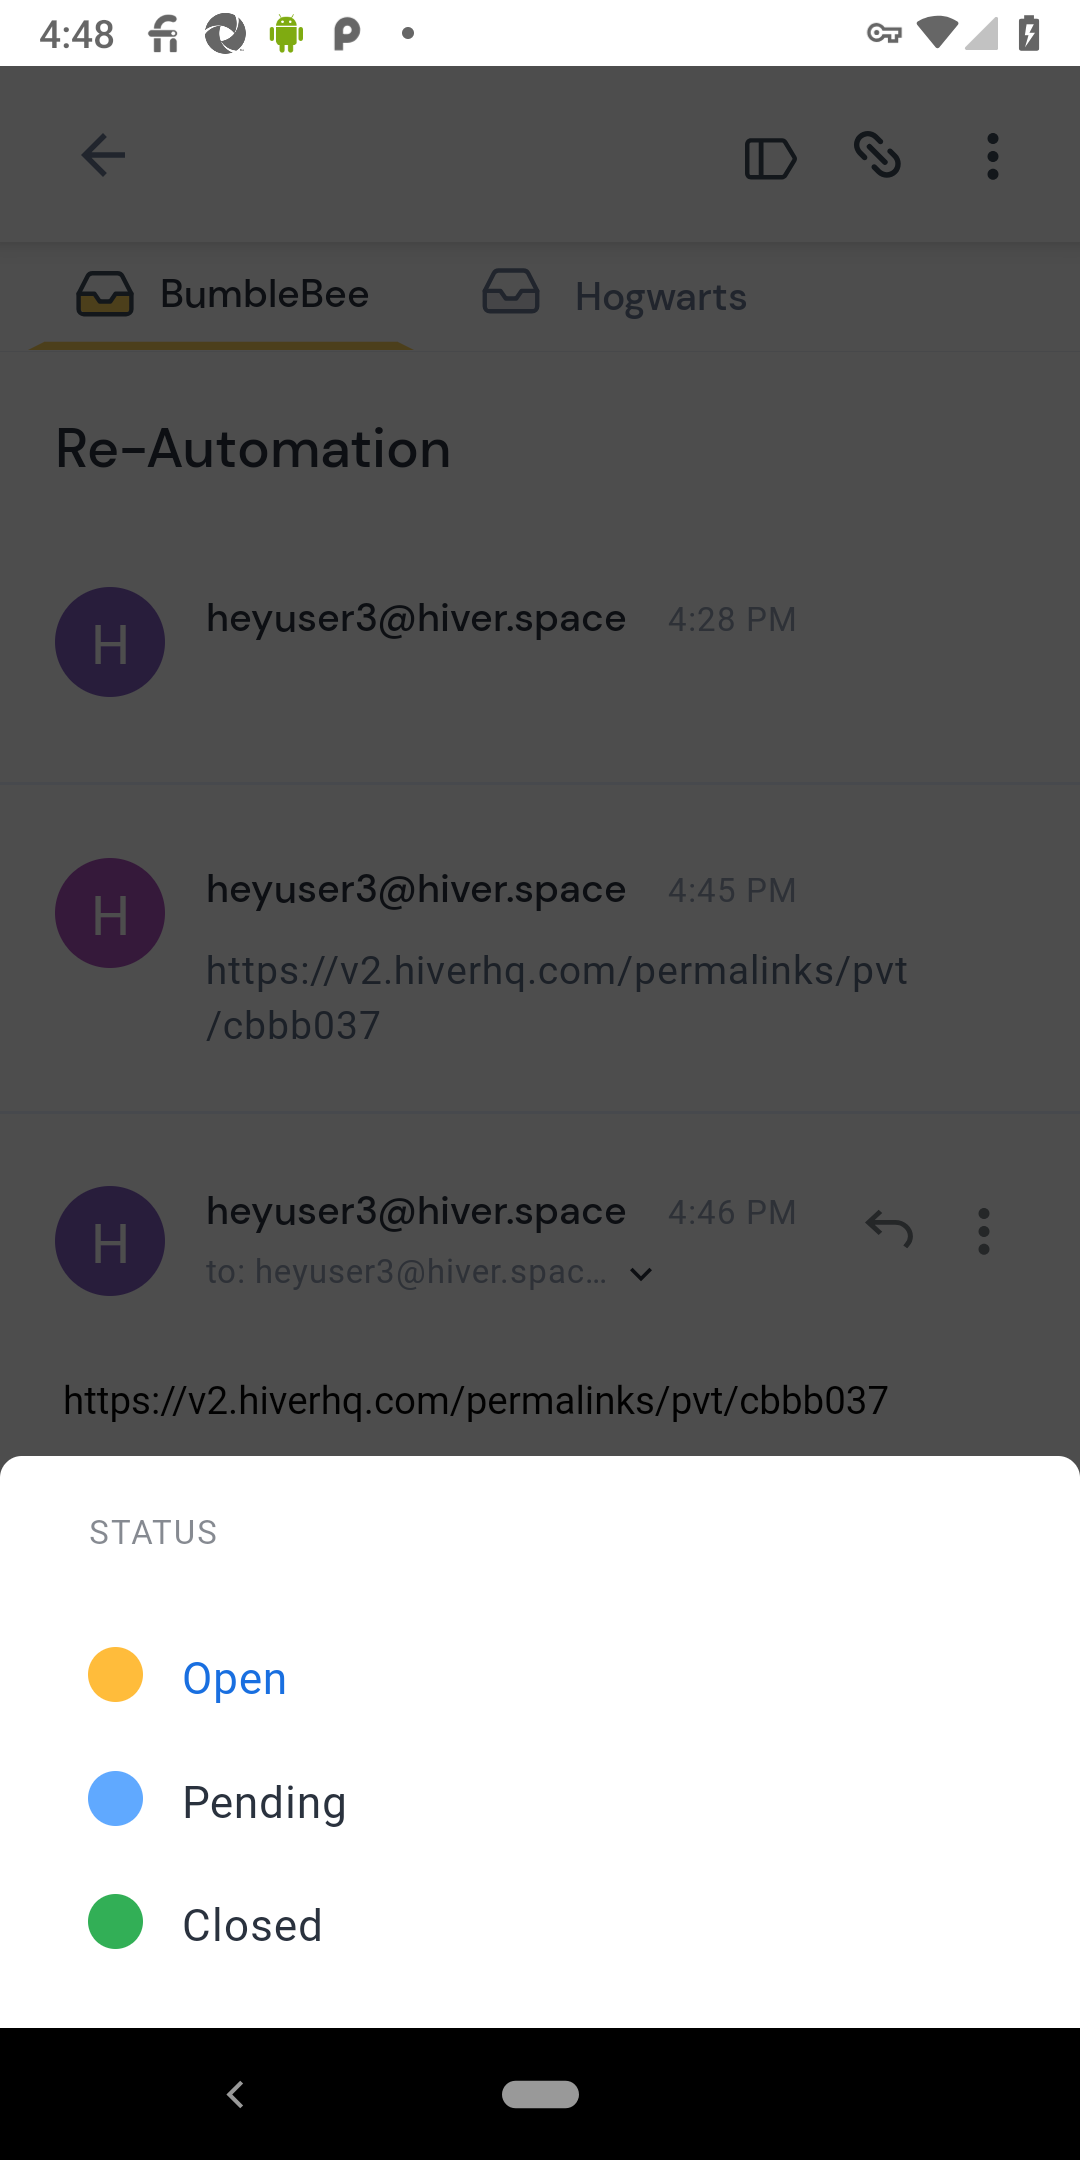 4:48
BumbleBee
Hogwarts
Re-Automation
H
heyuser3@hiver.space 4:28 PM
H
heyuser3@hiver.space 4:45 PM
https://v2.hiverhq.com/permalinks/pvt
/cbbb037
H
heyuser3@hiver.space 4:46 PM
to: heyuser3@hiver.spac...
https://v2.hiverhq.com/permalinks/pvt/cbbb037
STATUS
Open
Pending
Closed